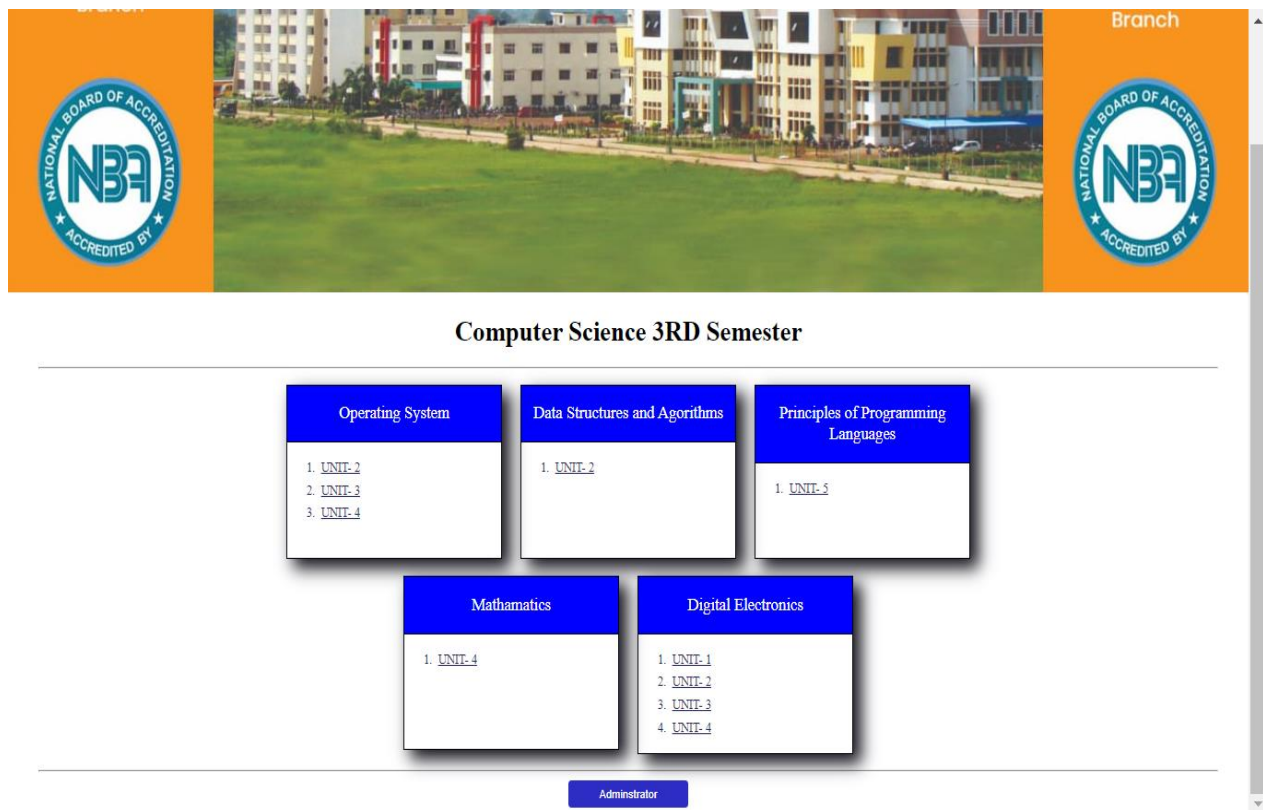 Branch
Branch
NATIONAL BOARD OF ACCREDITATION
NBA
ACCREDITED BY
NATIONAL BOARD OF ACCREDITATION
NBA
ACCREDITED BY
Computer Science 3RD Semester
Operating System
1. UNIT- 2
2. UNIT- 3
3. UNIT- 4
Data Structures and Agorithms
1. UNIT- 2
Principles of Programming
Languages
1. UNIT- 5
Mathamatics
1. UNIT- 4
Digital Electronics
1. UNIT- 1
2. UNIT- 2
3. UNIT- 3
4. UNIT- 4
Adminstrator